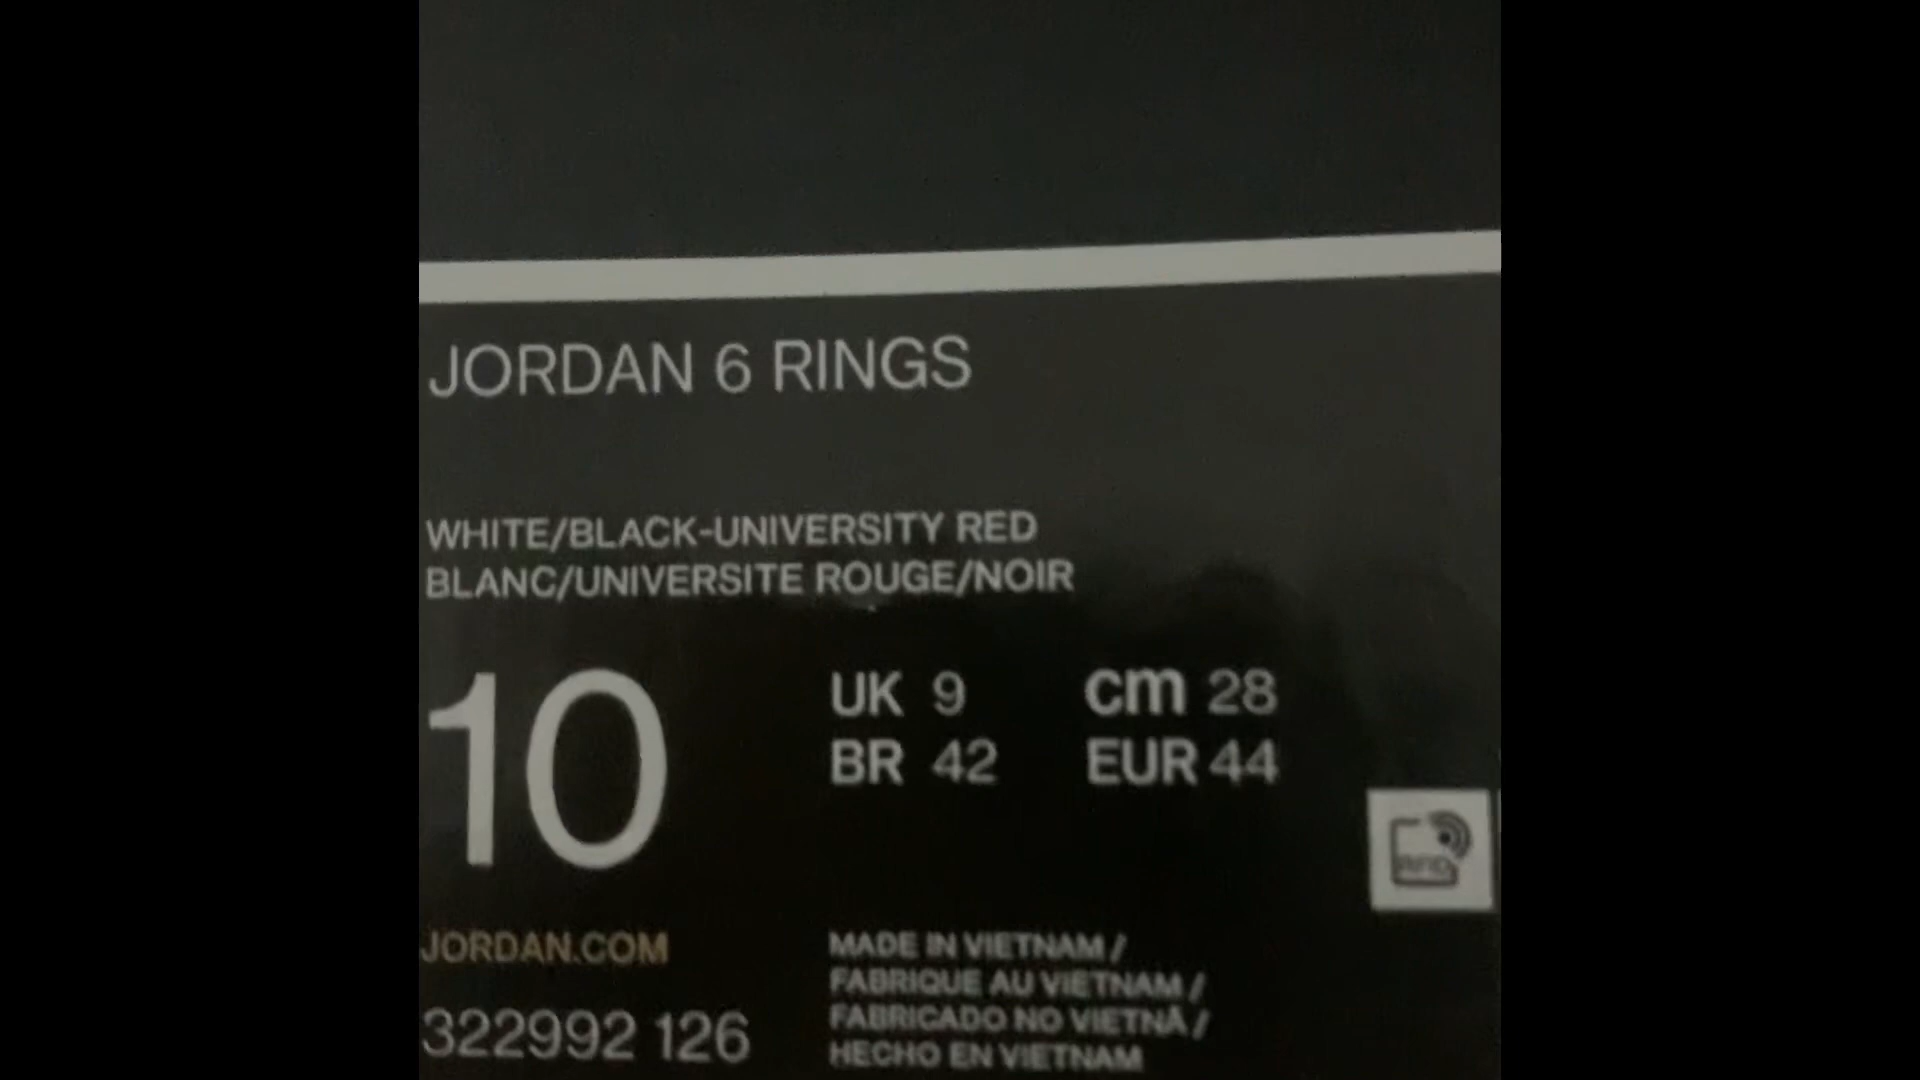 JORDAN 6 RINGS
WHITE/BLACK-UNIVERSITY RED
BLANC/UNIVERSITE ROUGE/NOIR
10
UK 9 cm 28
BR 42 EUR 44
RFID
JORDAN.COM
322992 126
MADE IN VIETNAM /
FABRIQUE AU VIETNAM /
FABRICADO NO VIETNÃ /
HECHO EN VIETNAM